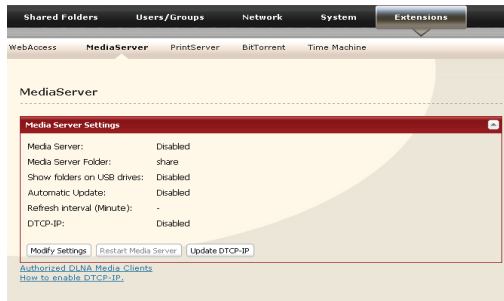 Shared Folders Users/Groups Network System Extensions
WebAccess MediaServer PrintServer BitTorrent Time Machine
MediaServer
Media Server Settings
Media Server: Disabled
Media Server Folder: share
Show folders on USB drives: Disabled
Automatic Update: Disabled
Refresh interval (Minute): -
DTCP-IP: Disabled
Modify Settings Restart Media Server Update DTCP-IP
Authorized DLNA Media Clients
How to enable DTCP-IP.